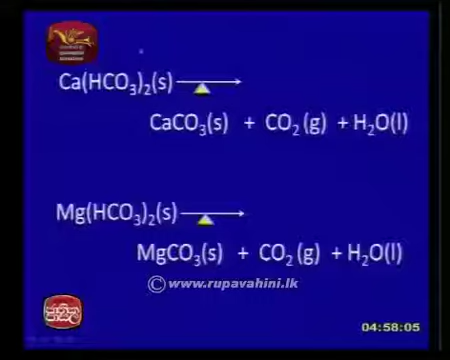 Ca(HCO₃)₂(s) ⟶
CaCO₃(s) + CO₂ (g) + H₂O(l)
Mg(HCO₃)₂(s) ⟶
MgCO₃(s) + CO₂ (g) + H₂O(l)
© www.rupavahini.lk
04:58:05